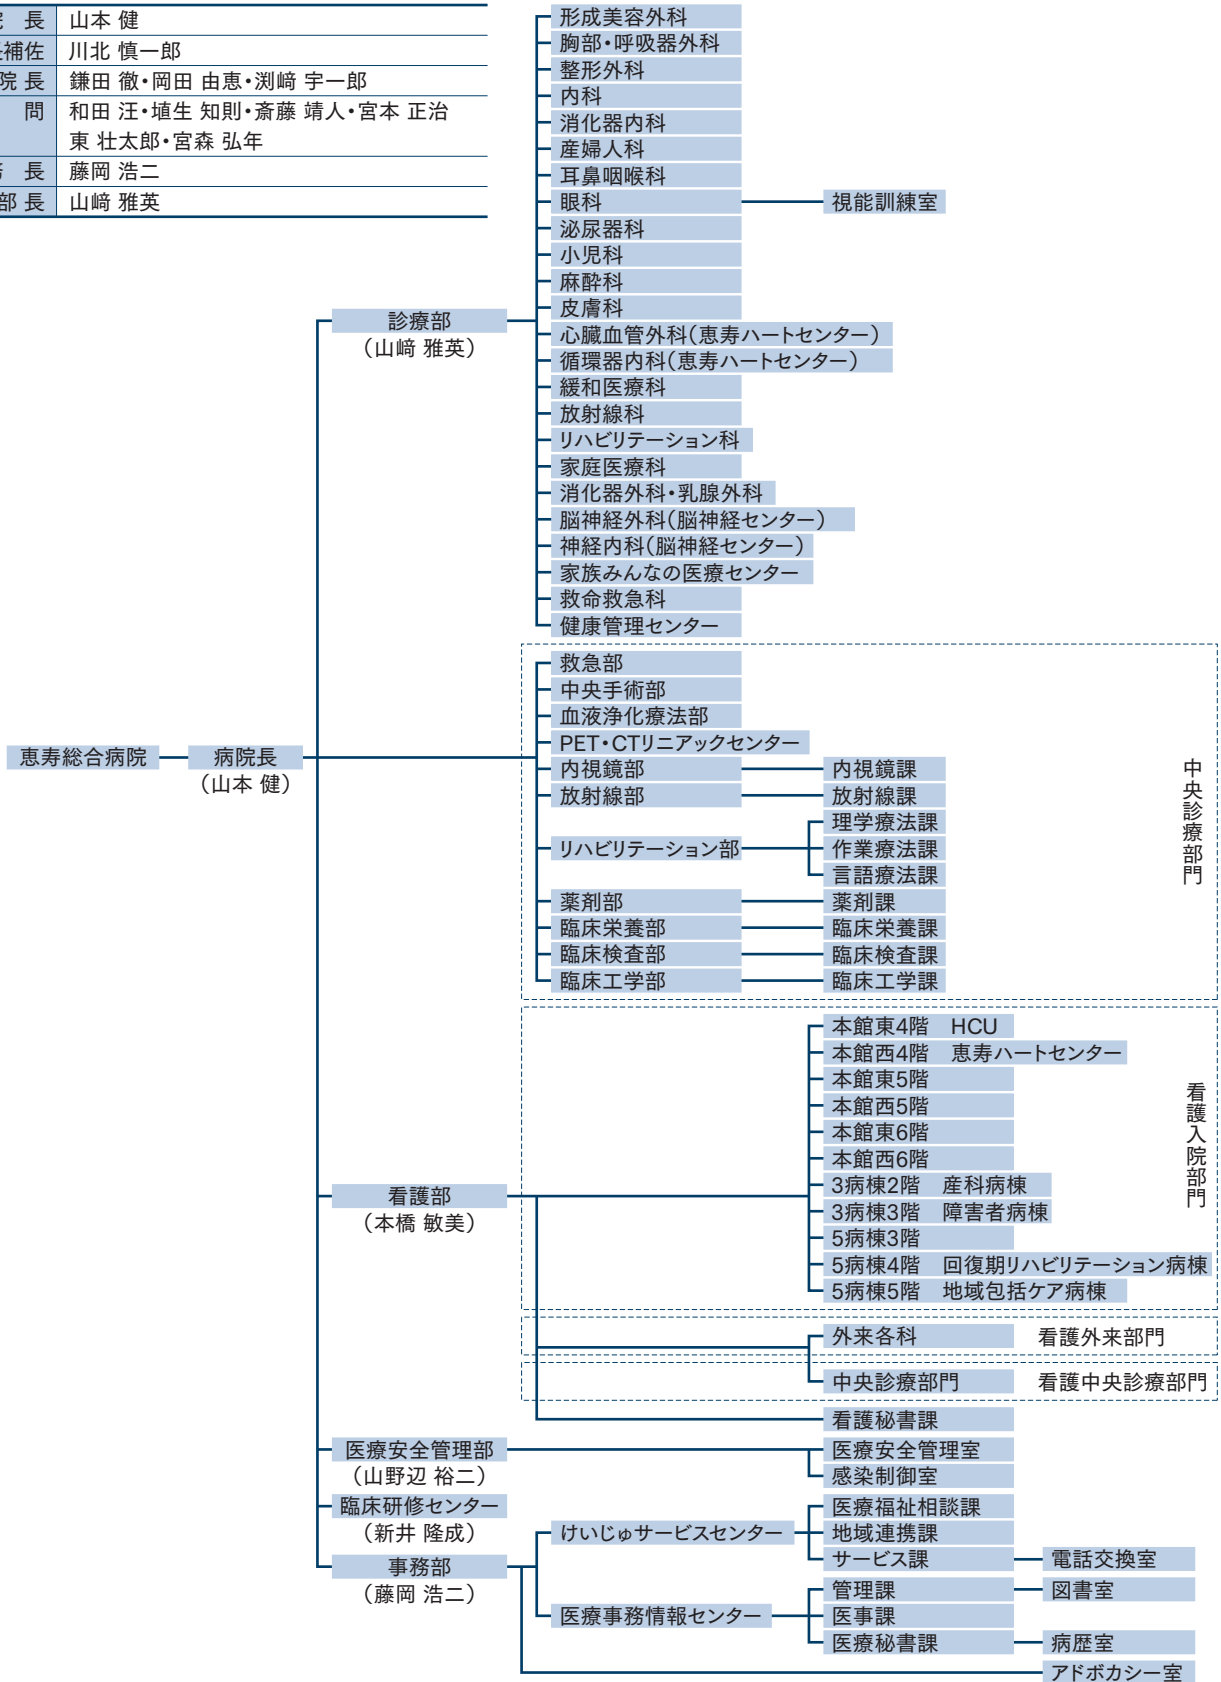 院 長 山本 健
補佐 川北 慎一郎
院 長 鎌田 徹・岡田 由恵・渕﨑 宇一郎
問 和田 汪・埴生 知則・斎藤 靖人・宮本 正治
東 壮太郎・宮森 弘年
長 藤岡 浩二
部 長 山﨑 雅英
形成美容外科
胸部・呼吸器外科
整形外科
内科
消化器内科
産婦人科
耳鼻咽喉科
眼科 視能訓練室
泌尿器科
小児科
麻酔科
皮膚科
診療部
(山﨑 雅英)
心臓血管外科(恵寿ハートセンター)
循環器内科(恵寿ハートセンター)
緩和医療科
放射線科
リハビリテーション科
家庭医療科
消化器外科・乳腺外科
脳神経外科(脳神経センター)
神経内科(脳神経センター)
家族みんなの医療センター
救命救急科
健康管理センター
恵寿総合病院 病院長
(山本 健)
中央診療部門
救急部
中央手術部
血液浄化療法部
PET・CTリニアックセンター
内視鏡部 内視鏡課
放射線部 放射線課
リハビリテーション部
理学療法課
作業療法課
言語療法課
薬剤部 薬剤課
臨床栄養部 臨床栄養課
臨床検査部 臨床検査課
臨床工学部 臨床工学課
看護部
(本橋 敏美)
看護入院部門
本館東4階 HCU
本館西4階 恵寿ハートセンター
本館東5階
本館西5階
本館東6階
本館西6階
3病棟2階 産科病棟
3病棟3階 障害者病棟
5病棟3階
5病棟4階 回復期リハビリテーション病棟
5病棟5階 地域包括ケア病棟
外来各科 看護外来部門
中央診療部門 看護中央診療部門
看護秘書課
医療安全管理部
(山野辺 裕二)
医療安全管理室
感染制御室
臨床研修センター
(新井 隆成)
事務部
(藤岡 浩二)
けいじゅサービスセンター
医療福祉相談課
地域連携課
サービス課 電話交換室
医療事務情報センター
管理課 図書室
医事課
医療秘書課 病歴室
アドボカシー室